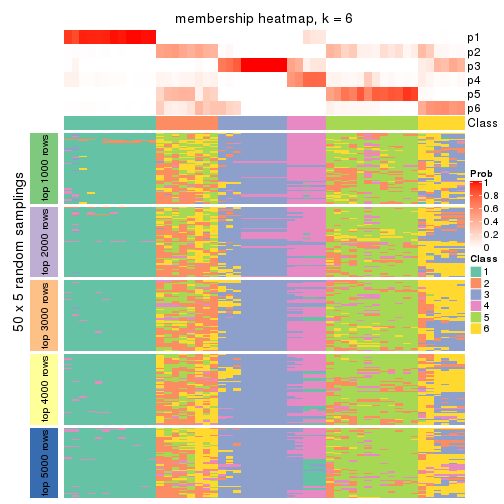 membership heatmap, k = 6
p1
p2
p3
p4
p5
p6
Class
50 x 5 random samplings
top 1000 rows
top 2000 rows
top 3000 rows
top 4000 rows
top 5000 rows
Prob
1
0.8
0.6
0.4
0.2
0
Class
1
2
3
4
5
6